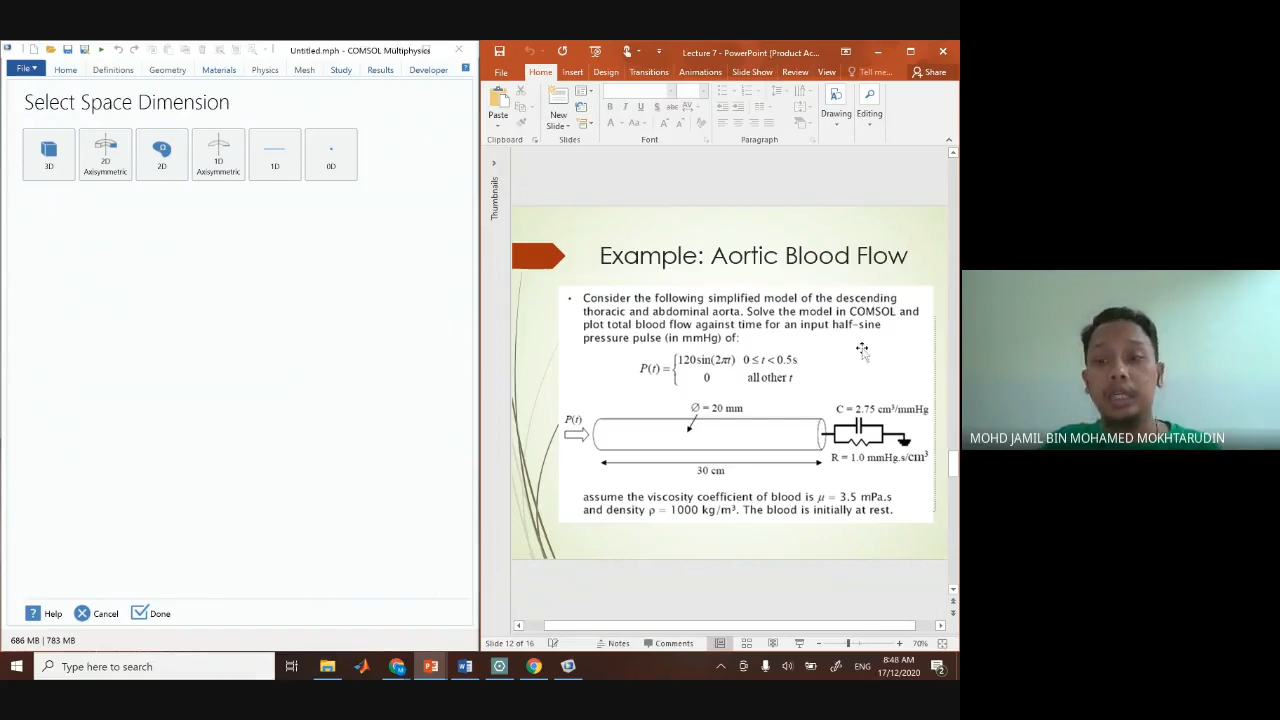 Untitled.mph - COMSOL Multiphysics
File Home Definitions Geometry Materials Physics Mesh Study Results Developer
Select Space Dimension
3D
2D Axisymmetric
2D
1D Axisymmetric
1D
0D
Help Cancel Done
686 MB | 783 MB
Lecture 7 - PowerPoint [Product Ac...
File Home Insert Design Transitions Animations Slide Show Review View Tell me... Share
Paste
New Slide
Drawing
Editing
Clipboard Slides Font Paragraph
Thumbnails
Example: Aortic Blood Flow
• Consider the following simplified model of the descending
thoracic and abdominal aorta. Solve the model in COMSOL and
plot total blood flow against time for an input half-sine
pressure pulse (in mmHg) of:
P(t) = { 120sin(2πt) 0 ≤ t < 0.5s
0 all other t
Ø = 20 mm
C = 2.75 cm³/mmHg
P(t)
R = 1.0 mmHg.s/cm³
30 cm
assume the viscosity coefficient of blood is μ = 3.5 mPa.s
and density ρ = 1000 kg/m³. The blood is initially at rest.
Slide 12 of 16 Notes Comments 70%
Type here to search
ENG
8:48 AM
17/12/2020
2
MOHD JAMIL BIN MOHAMED MOKHTARUDIN